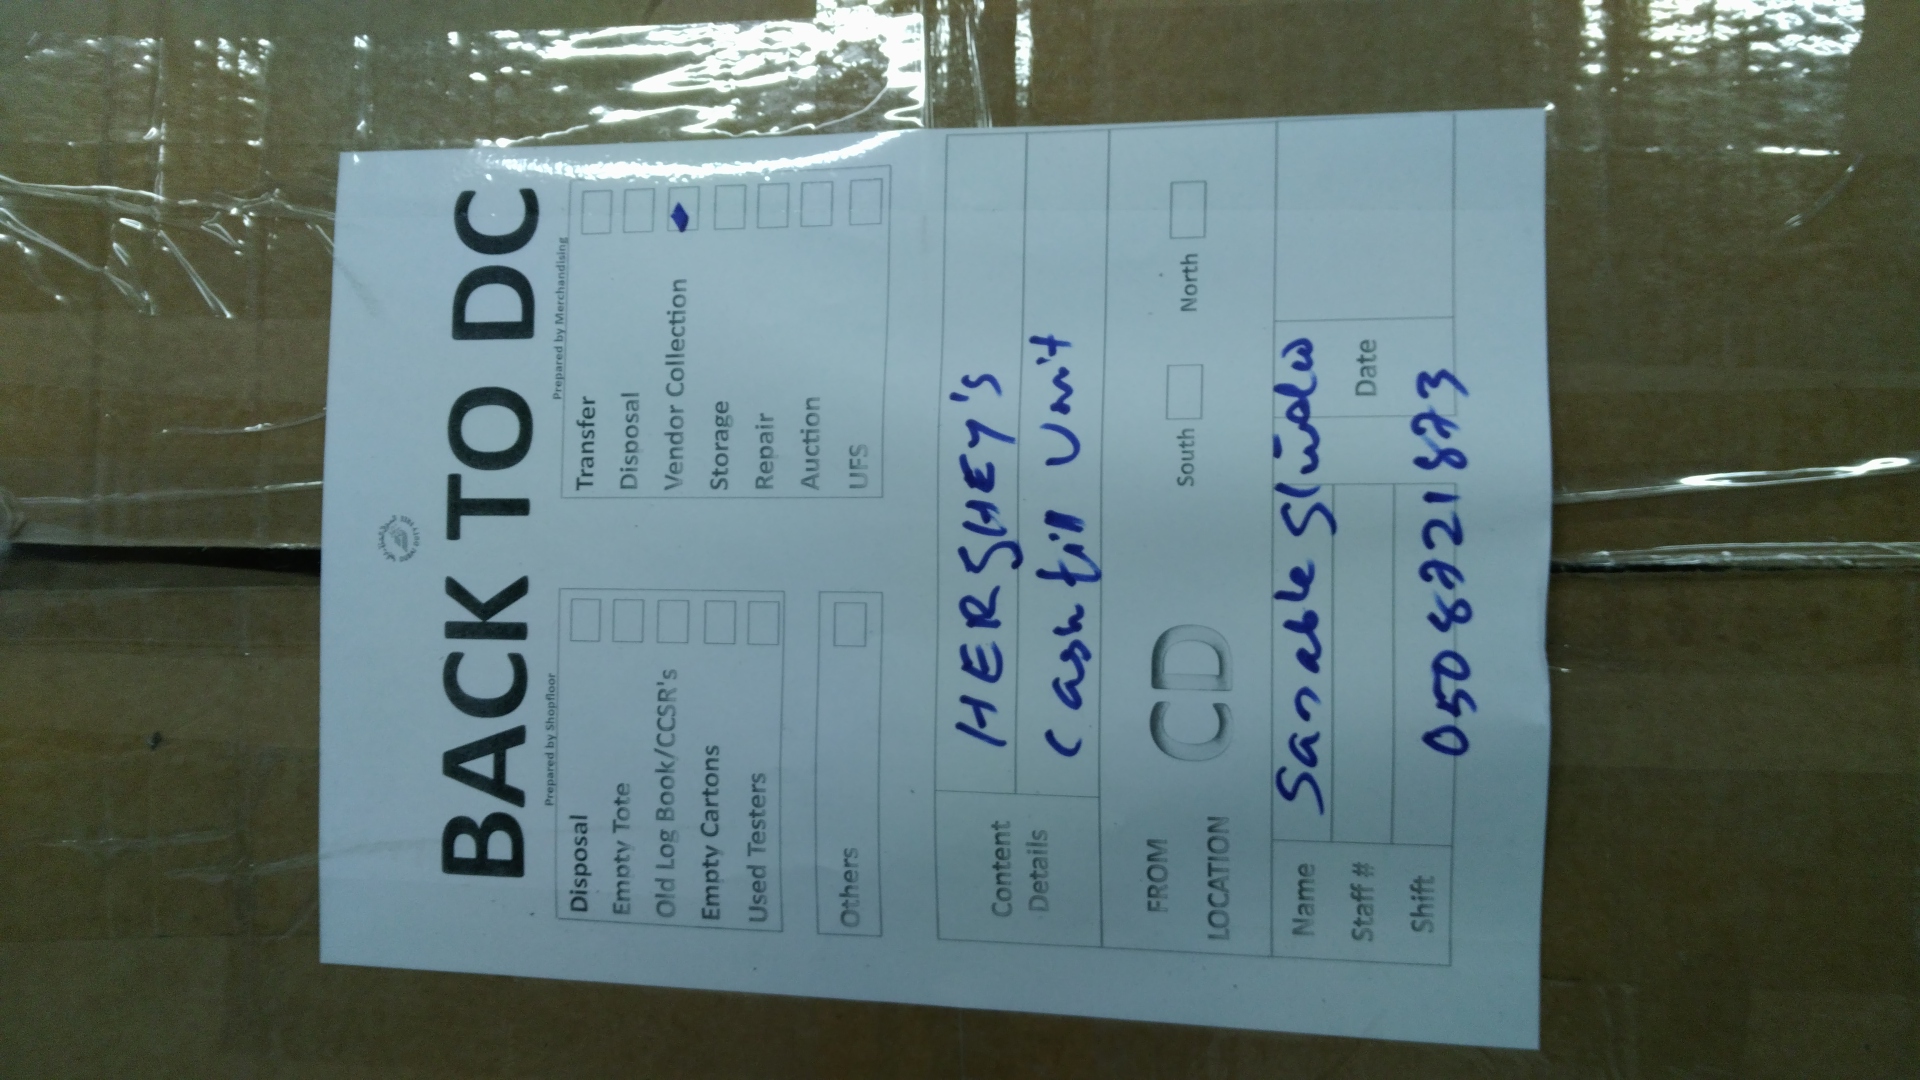 BACK TO DC
Prepared by Shopfloor
Disposal
Empty Tote
Old Log Book/CCSR's
Empty Cartons
Used Testers
Others
Prepared by Merchandising
Transfer
Disposal
Vendor Collection
Storage
Repair
Auction
UFS
Content Details
HERSHEY'S
Cash till Unit
FROM LOCATION
CD
South
North
Name
Staff #
Date
Shift
0508221823